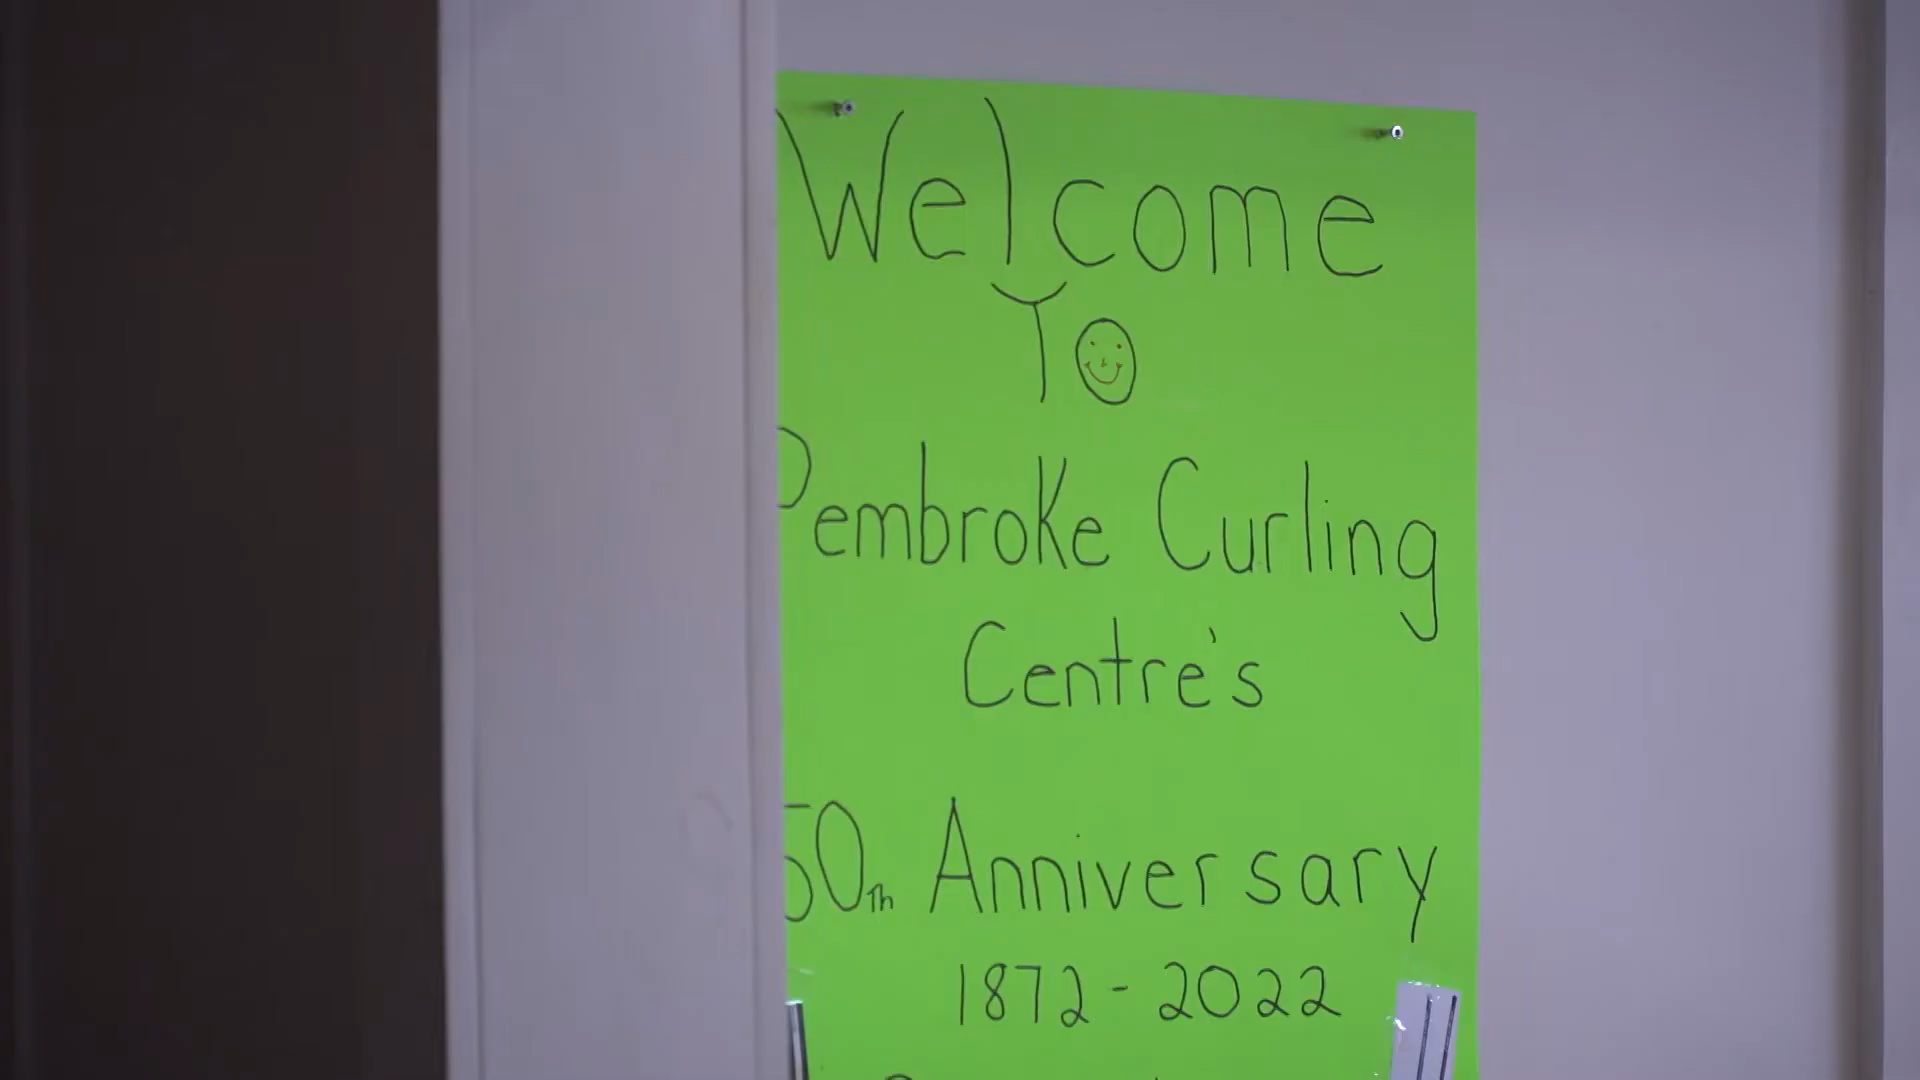 Welcome
To
Pembroke Curling
Centre's
50th Anniversary
1872-2022